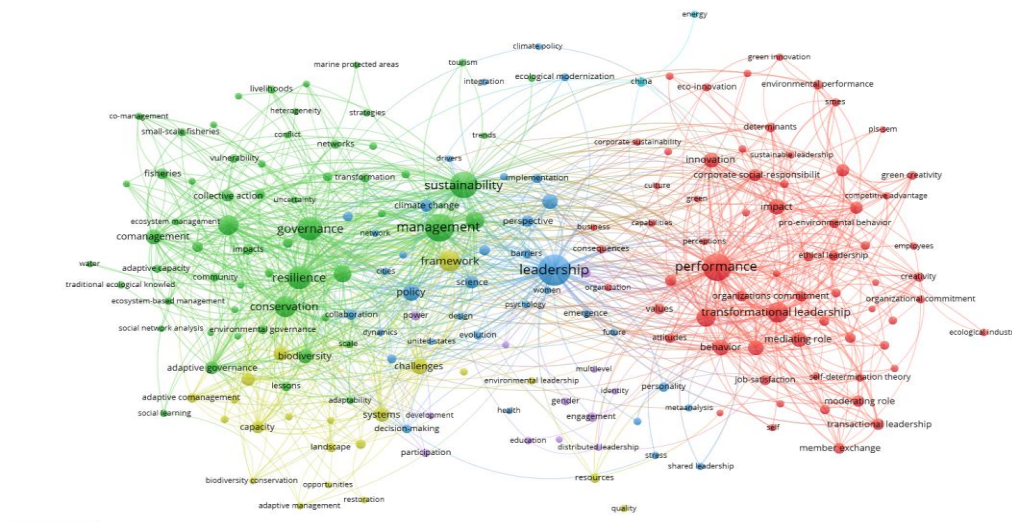 energy
climate policy
green innovation
marine protected areas
tourism
integration
ecological modernization
china
eco-innovation
environmental performance
livelihoods
smes
co-management
heterogeneity
strategies
small-scale fisheries
conflict
networks
trends
corporate sustainability
determinants
pls-sem
vulnerability
drivers
innovation
sustainable leadership
fisheries
transformation
sustainability
implementation
corporate social-responsibilit
green creativity
collective action
uncertainty
culture
green
competitive advantage
climate change
impact
ecosystem management
governance
management
perspective
business
capabilities
pro-environmental behavior
comanagement
network
perceptions
employees
impacts
consequences
barriers
ethical leadership
water
adaptive capacity
cities
framework
leadership
performance
community
resilience
science
creativity
traditional ecological knowled
women
organization
policy
organizations commitment
organizational commitment
ecosystem-based management
conservation
psychology
values
collaboration
power
design
emergence
transformational leadership
social network analysis
environmental governance
dynamics
evolution
future
ecological industri
united-states
attitudes
mediating role
scale
behavior
biodiversity
adaptive governance
challenges
multilevel
lessons
environmental leadership
personality
job-satisfaction
self-determination theory
identity
adaptive comanagement
adaptability
gender
moderating role
social learning
systems
development
health
metaanalysis
engagement
capacity
decision-making
self
transactional leadership
education
landscape
participation
distributed leadership
member exchange
stress
shared leadership
biodiversity conservation
opportunities
resources
restoration
adaptive management
quality